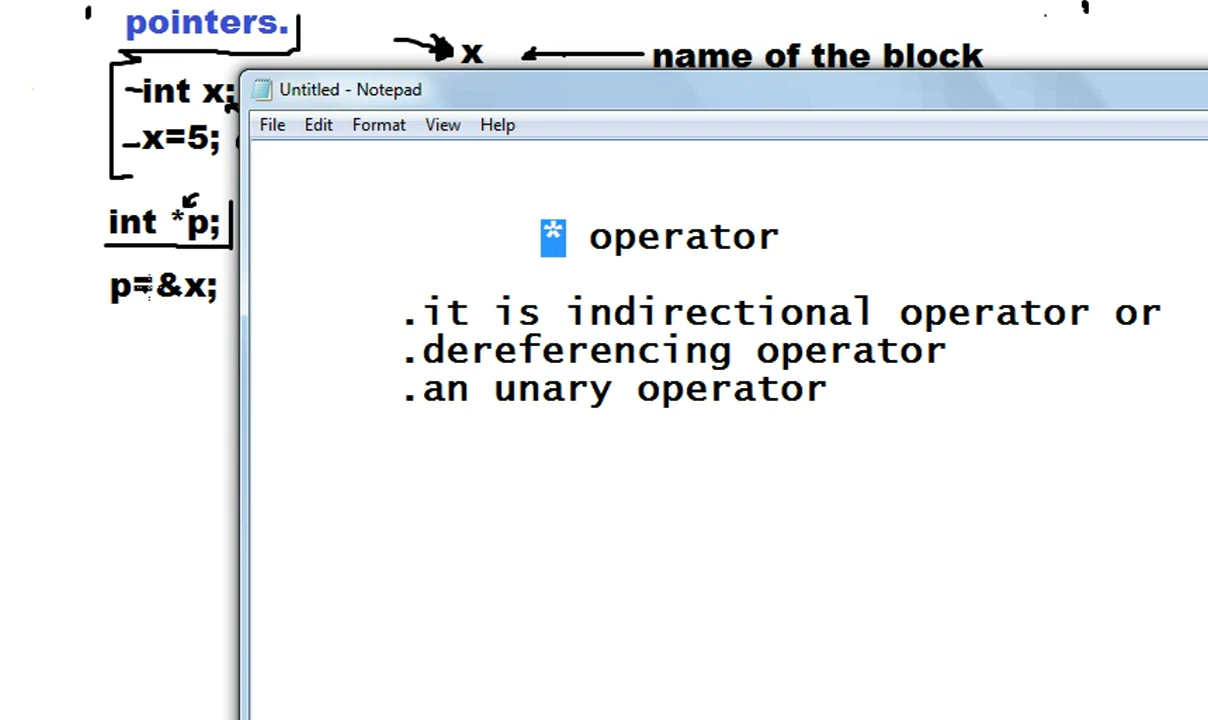 pointers.
x
name of the block
int x;
x=5;
int *p;
p=&x;
Untitled - Notepad
File Edit Format View Help
* operator
.it is indirectional operator or
.dereferencing operator
.an unary operator